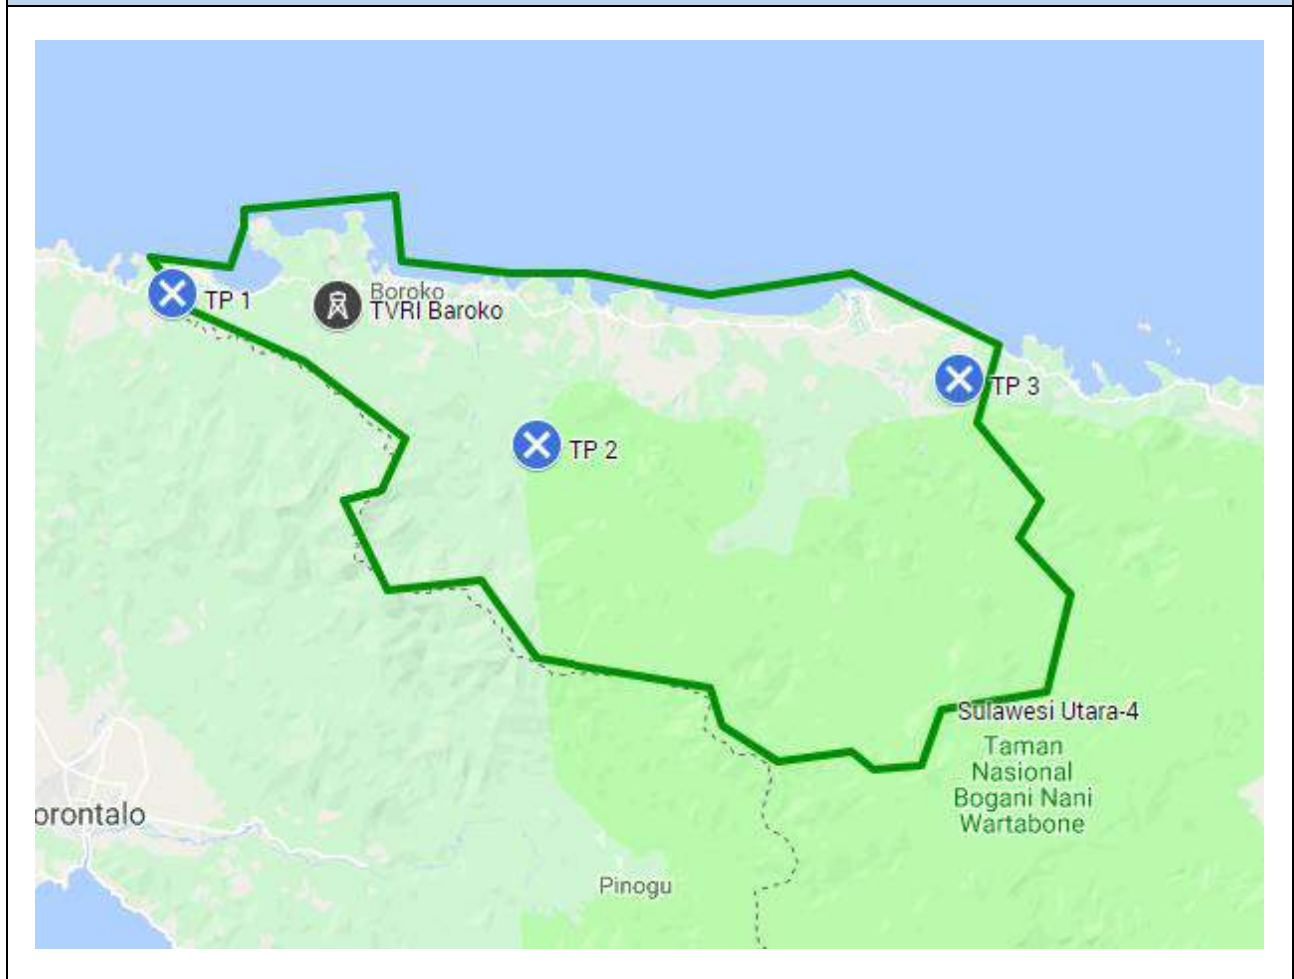 Boroko
TP 1
TVRI Baroko
TP 3
TP 2
Sulawesi Utara-4
Taman
Nasional
Bogani Nani
Wartabone
orontalo
Pinogu